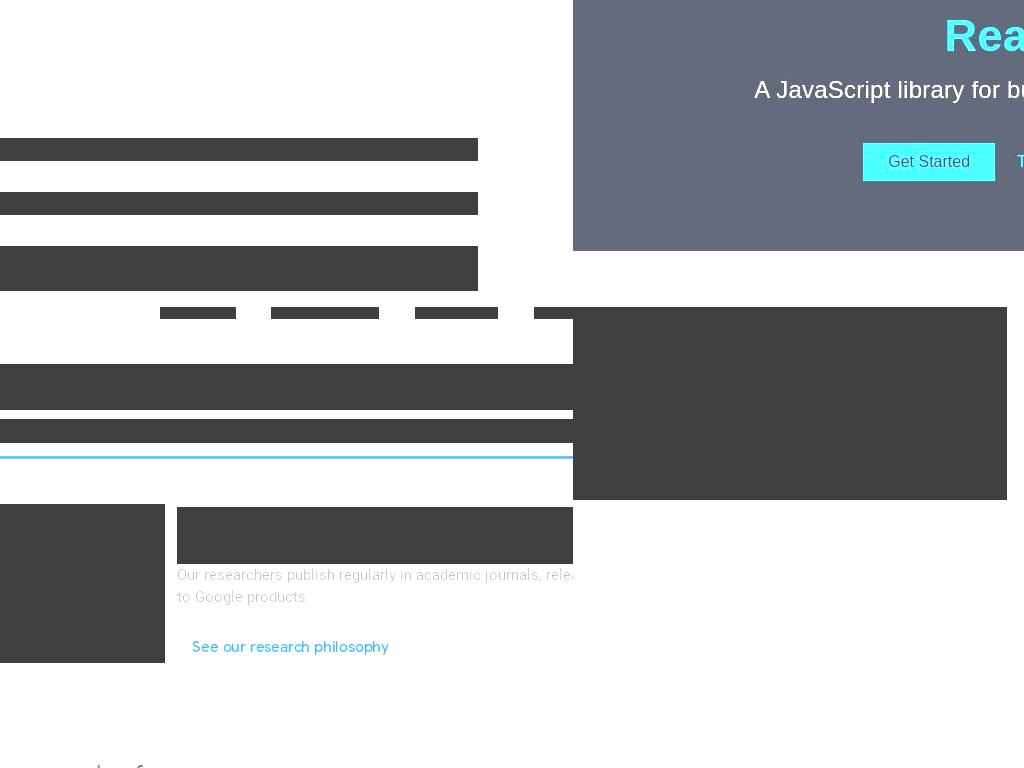 Rea
A JavaScript library for bu
Get Started T
Our researchers publish regularly in academic journals, relea
to Google products
See our research philosophy